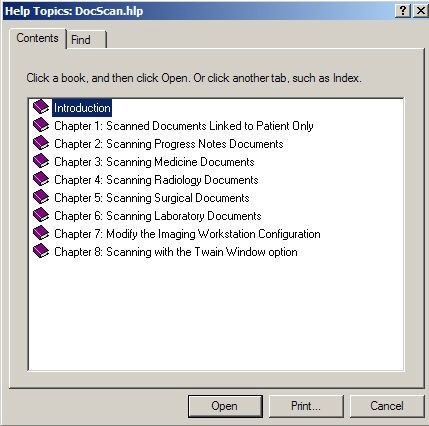 Help Topics: DocScan.hlp
Contents Find
Click a book, and then click Open. Or click another tab, such as Index.
Introduction
Chapter 1: Scanned Documents Linked to Patient Only
Chapter 2: Scanning Progress Notes Documents
Chapter 3: Scanning Medicine Documents
Chapter 4: Scanning Radiology Documents
Chapter 5: Scanning Surgical Documents
Chapter 6: Scanning Laboratory Documents
Chapter 7: Modify the Imaging Workstation Configuration
Chapter 8: Scanning with the Twain Window option
Open Print... Cancel